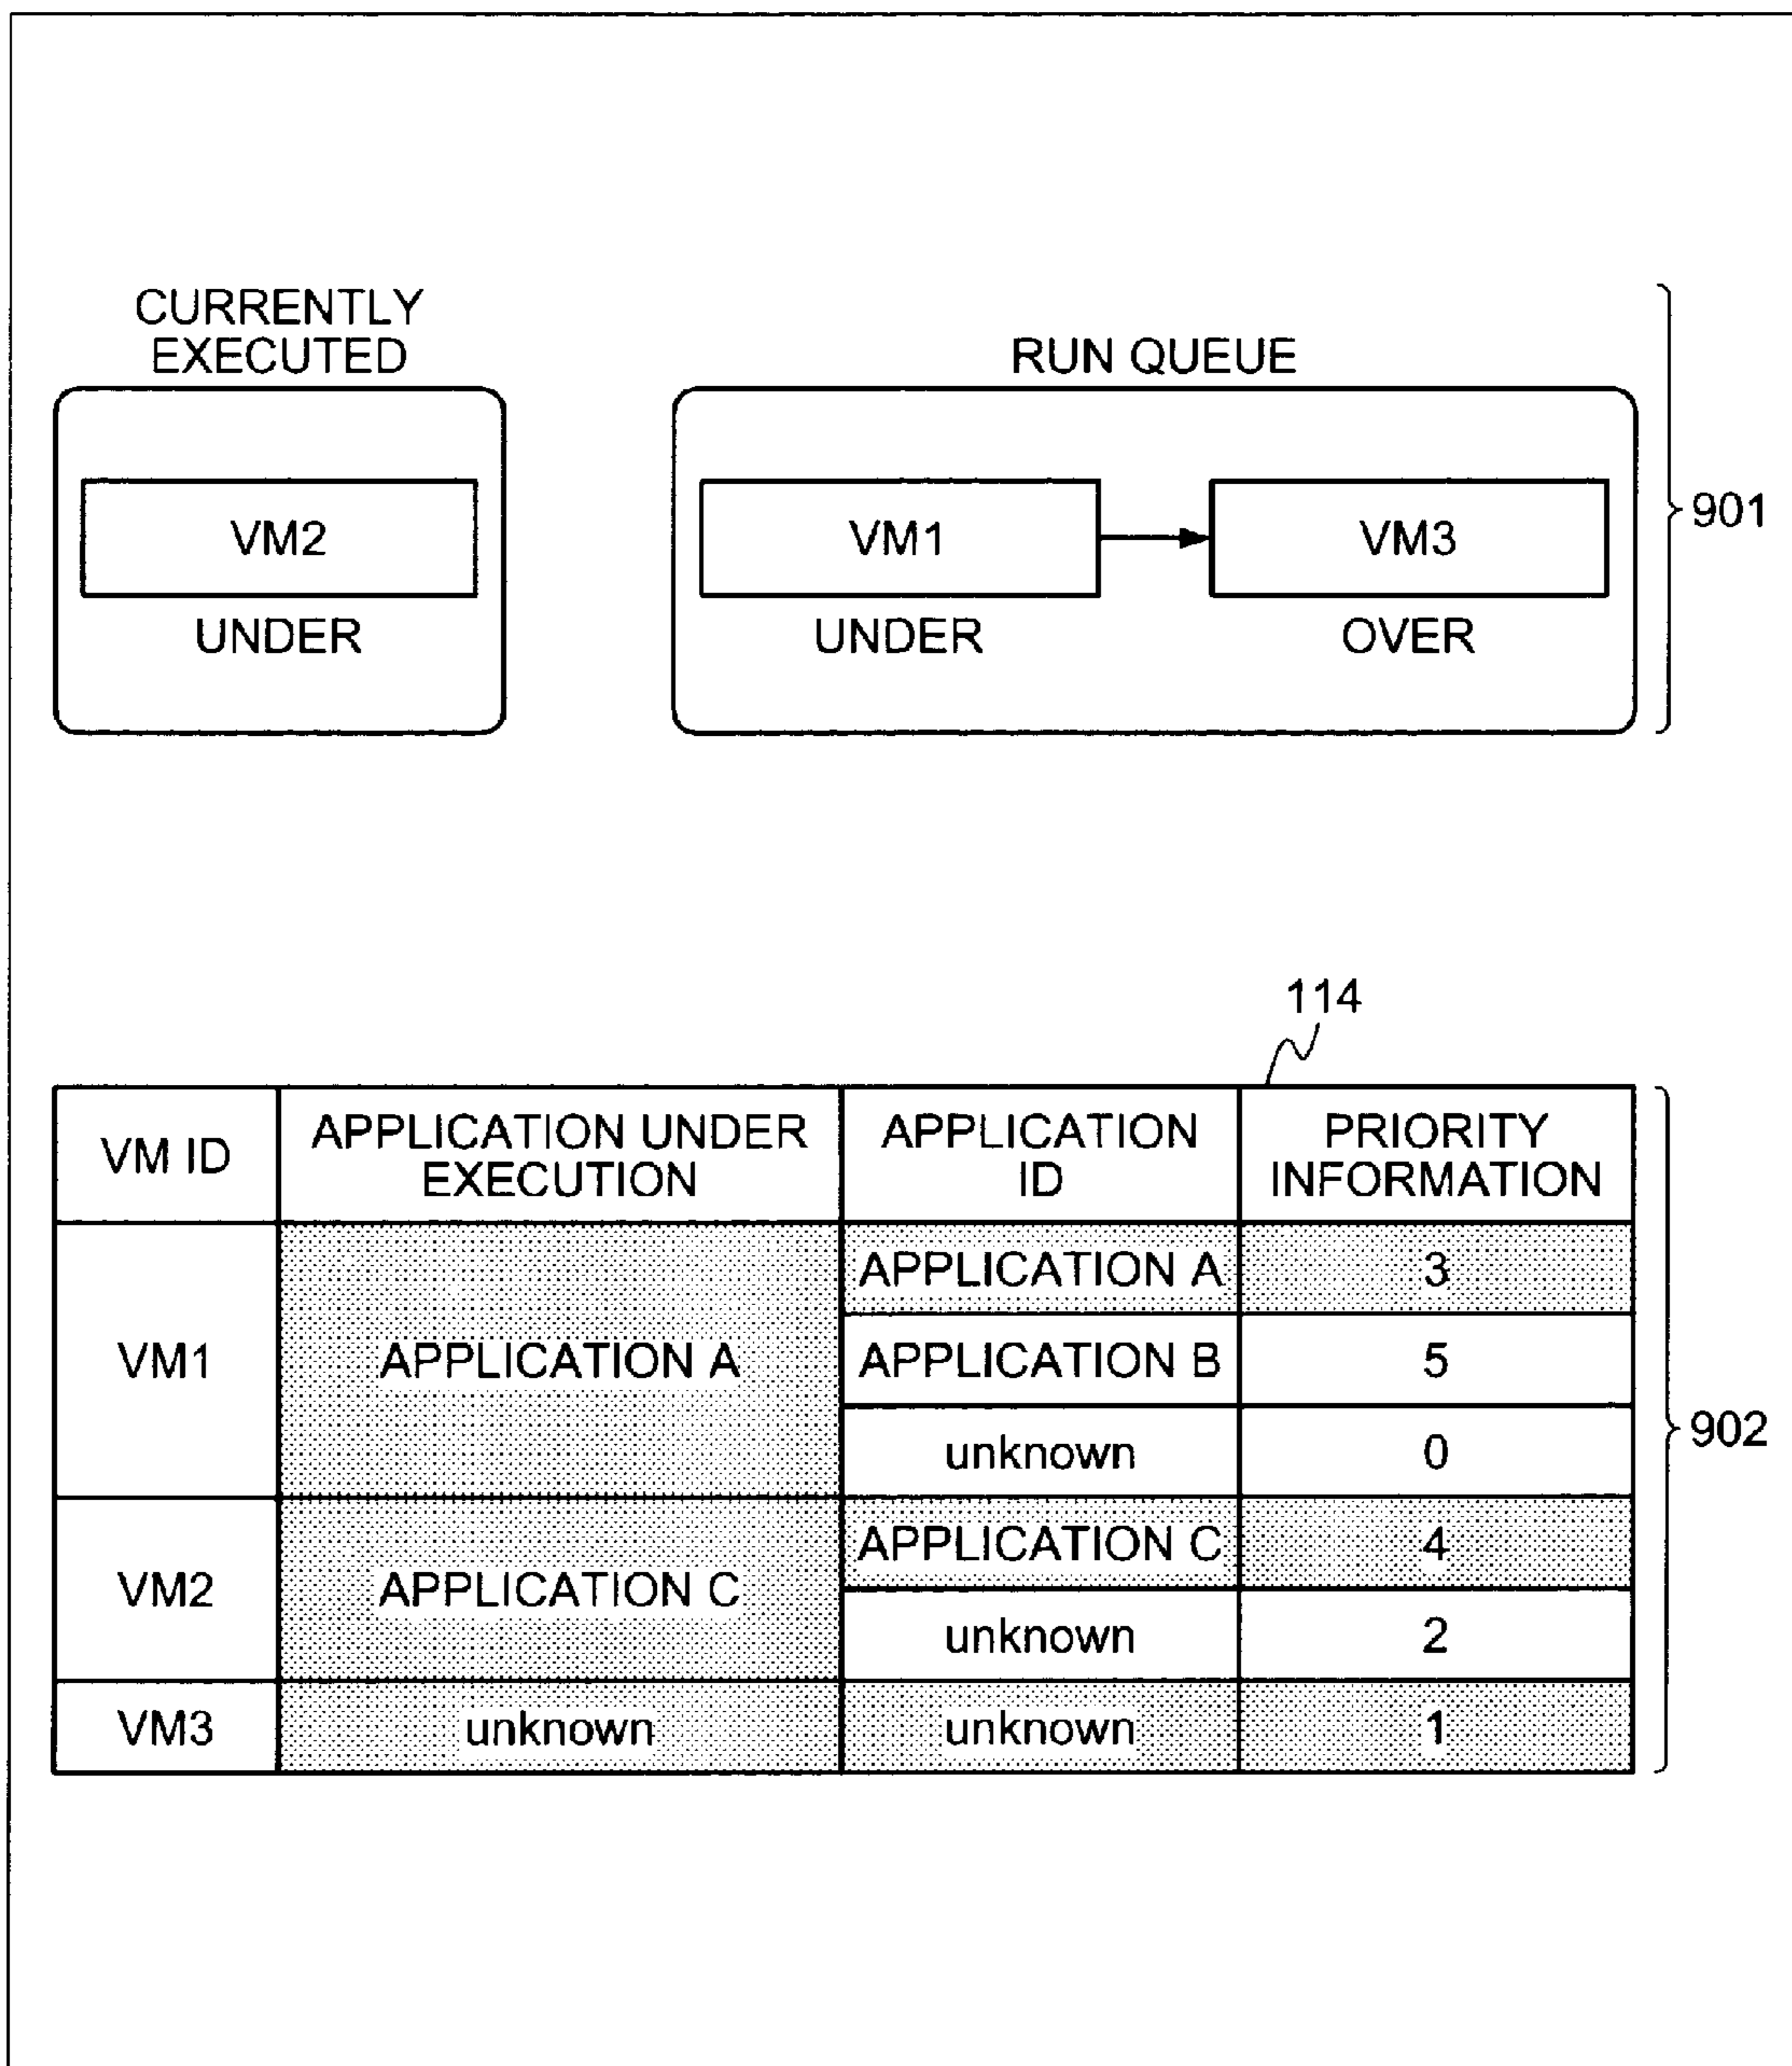 CURRENTLY
EXECUTED
RUN QUEUE
VM2
VM1
VM3
UNDER
UNDER
OVER
901
114
VM ID
APPLICATION UNDER
EXECUTION
APPLICATION
ID
PRIORITY
INFORMATION
VM1
APPLICATION A
APPLICATION A
3
APPLICATION B
5
unknown
0
VM2
APPLICATION C
APPLICATION C
4
unknown
2
VM3
unknown
unknown
1
902